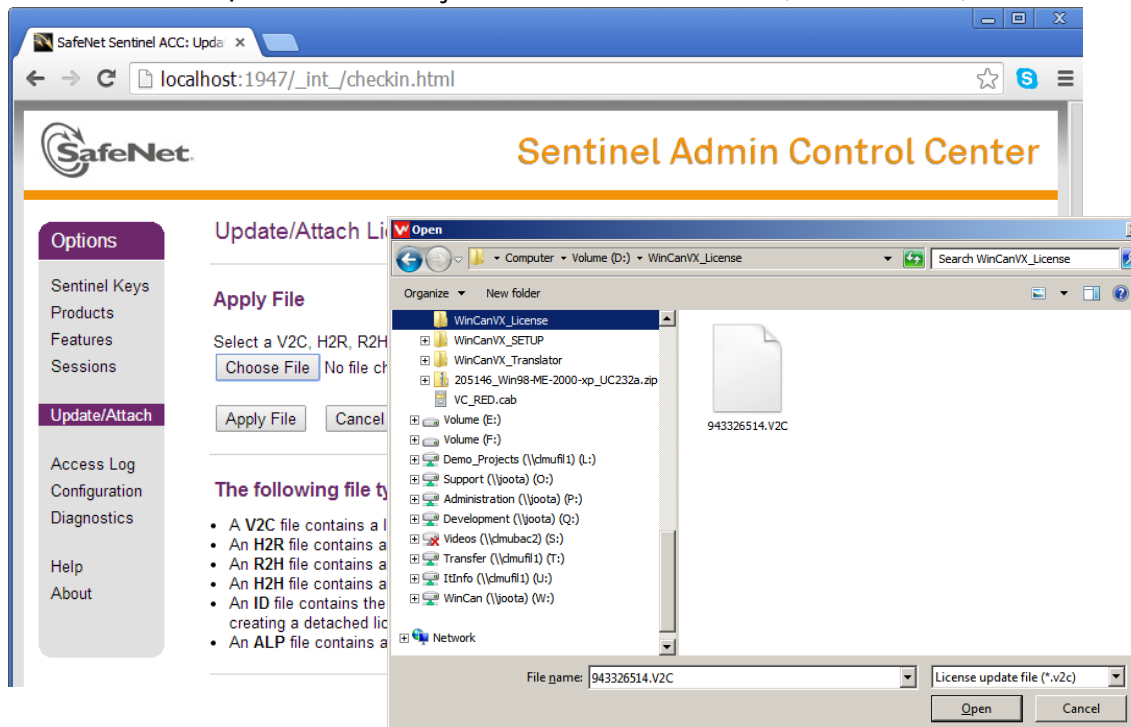 SafeNet Sentinel ACC: Upda
localhost:1947/_int_/checkin.html
SafeNet.
Sentinel Admin Control Center
Options
Sentinel Keys
Products
Features
Sessions
Update/Attach
Access Log
Configuration
Diagnostics
Help
About
Update/Attach Li
Apply File
Select a V2C, H2R, R2H
Choose File No file ch
Apply File Cancel
The following file ty
• A V2C file contains a l
• An H2R file contains a
• An R2H file contains a
• An H2H file contains a
• An ID file contains the
creating a detached lic
• An ALP file contains a
Open
Computer Volume (D:) WinCanVX_License
Search WinCanVX_License
Organize New folder
WinCanVX_License
WinCanVX_SETUP
WinCanVX_Translator
205146_Win98-ME-2000-xp_UC232a.zip
VC_RED.cab
Volume (E:)
Volume (F:)
Demo_Projects (\\clmufil1) (L:)
Support (\\joota) (O:)
Administration (\\joota) (P:)
Development (\\joota) (Q:)
Videos (\\clmubac2) (S:)
Transfer (\\clmufil1) (T:)
ItInfo (\\clmufil1) (U:)
WinCan (\\joota) (W:)
Network
943326514.V2C
File name: 943326514.V2C
License update file (*.v2c)
Open Cancel